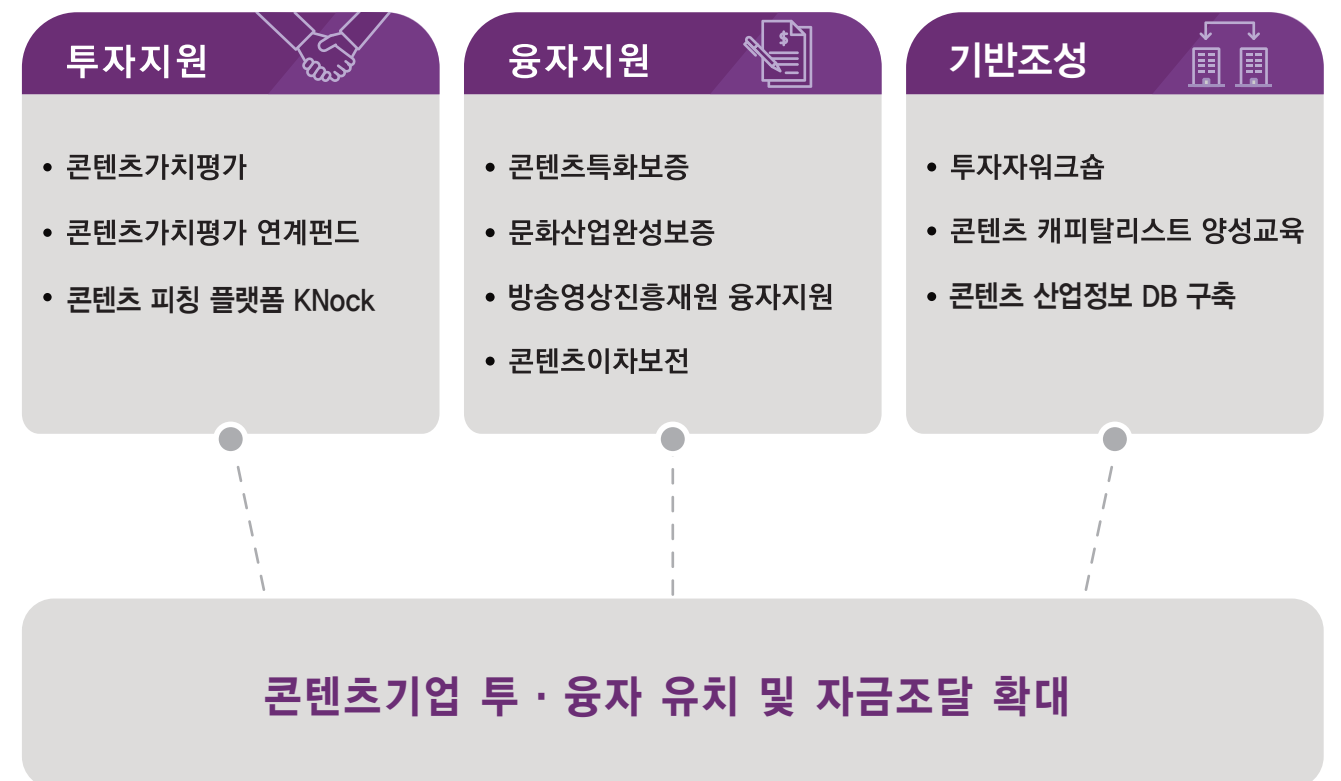 투자지원
• 콘텐츠가치평가
• 콘텐츠가치평가 연계펀드
• 콘텐츠 피칭 플랫폼 KNock
융자지원
$
• 콘텐츠특화보증
• 문화산업완성보증
• 방송영상진흥재원 융자지원
• 콘텐츠이차보전
기반조성
• 투자자워크숍
• 콘텐츠 캐피탈리스트 양성교육
• 콘텐츠 산업정보 DB 구축
콘텐츠기업 투 · 융자 유치 및 자금조달 확대